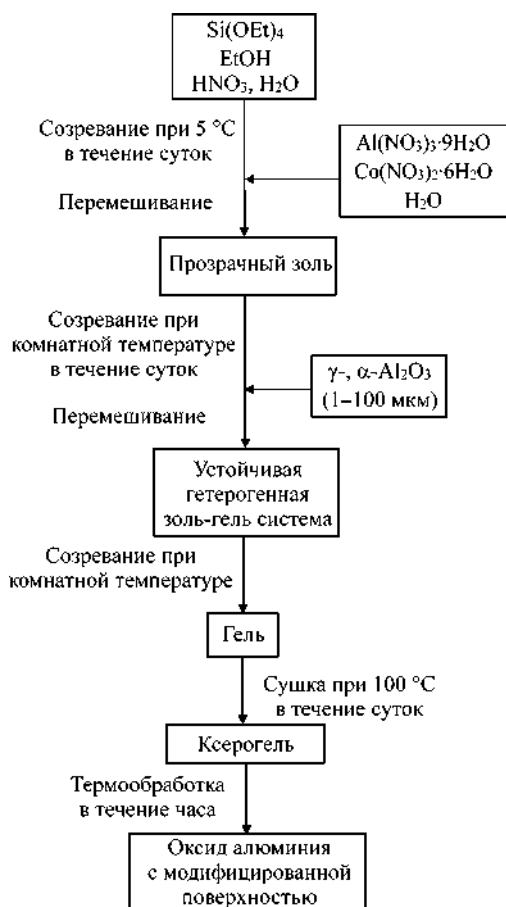 Si(OEt)₄
EtOH
HNO₃, H₂O
Созревание при 5 °C
в течение суток
Al(NO₃)₃·9H₂O
Co(NO₃)₂·6H₂O
H₂O
Перемешивание
Прозрачный золь
Созревание при
комнатной температуре
в течение суток
γ-, α-Al₂O₃
(1–100 мкм)
Перемешивание
Устойчивая
гетерогенная
золь-гель система
Созревание при
комнатной температуре
Гель
Сушка при 100 °C
в течение суток
Ксерогель
Термообработка
в течение часа
Оксид алюминия
с модифицированной
поверхностью